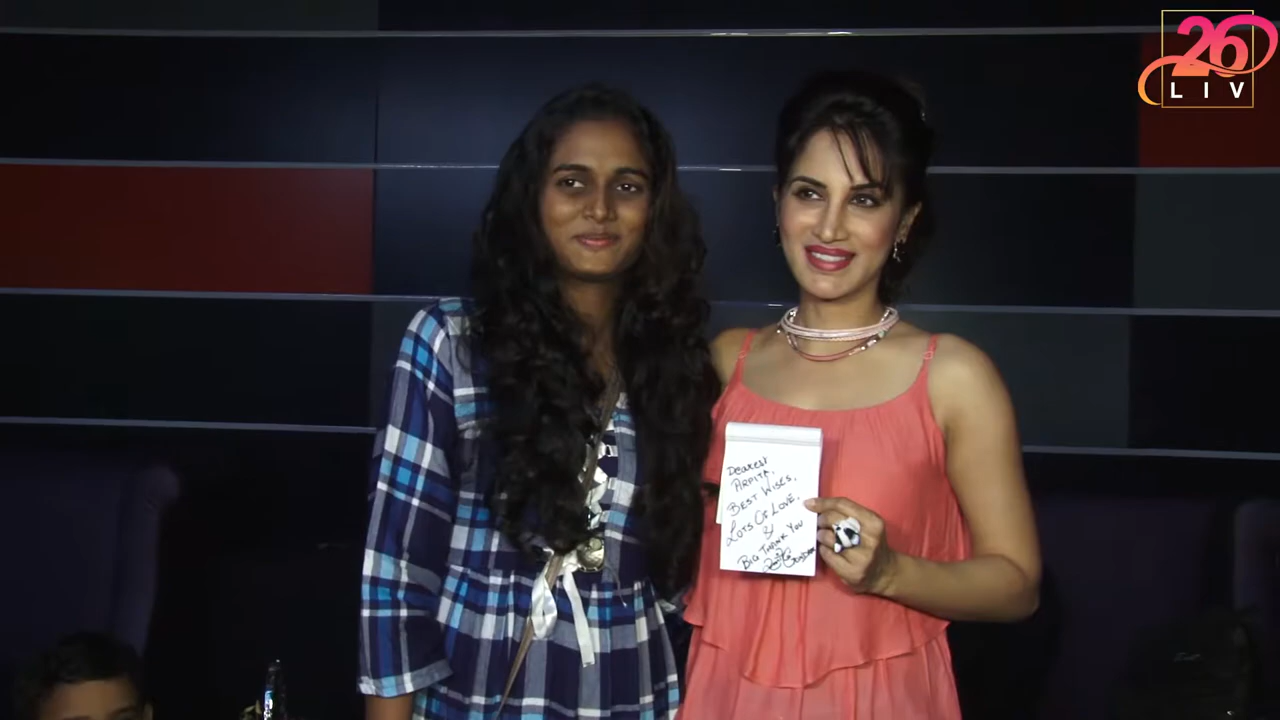 26
LIV
Dearest
ARPITA,
BEST WISES,
LOTS OF LOVE,
&
BIG THANK YOU